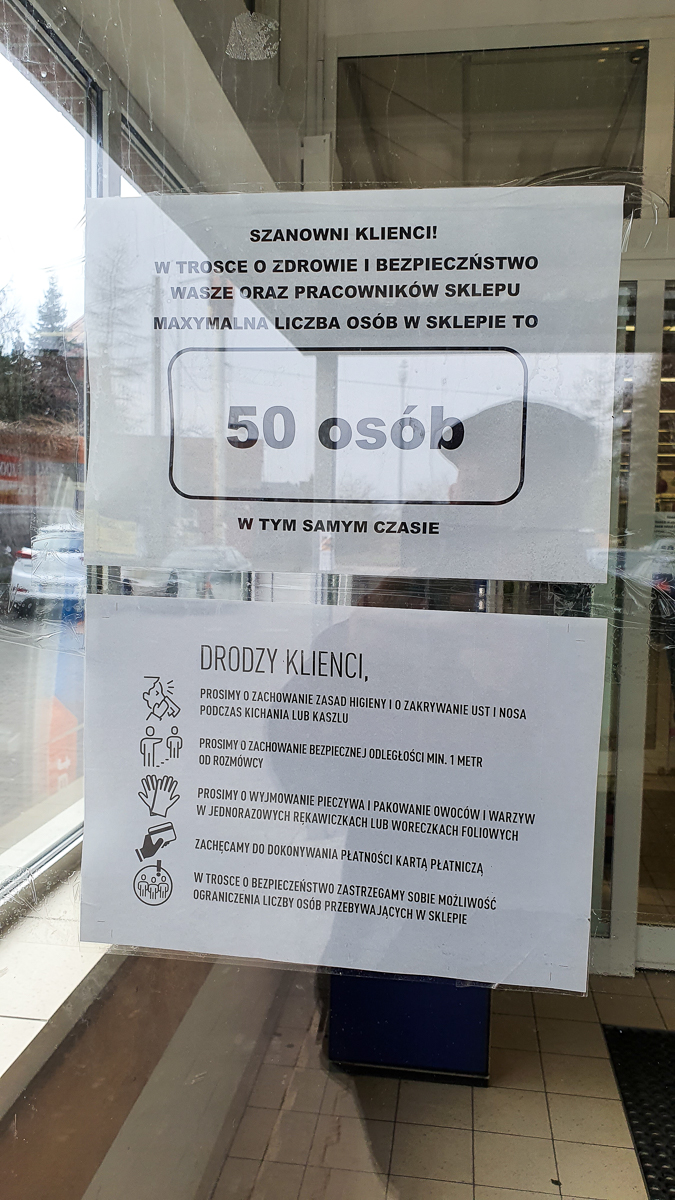 SZANOWNI KLIENCI!
W TROSCE O ZDROWIE I BEZPIECZŃSTWO
WASZE ORAZ PRACOWNIKÓW SKLEPU
MAXYMALNA LICZBA OSÓB W SKLEPIE TO
50 osób
W TYM SAMYM CZASIE
DRODZY KLIENCI,
PROSIMY O ZACHOWANIE ZASAD HIGIENY I O ZAKRYWANIE UST I NOSA
PODCZAS KICHANIA LUB KASZLU
PROSIMY O ZACHOWANIE BEZPIECZNEJ ODLEGŁOŚCI MIN. 1 METR
OD ROZMÓWCY
PROSIMY O WYJMOWANIE PIECZYWA I PAKOWANIE OWOCÓW I WARZYW
W JEDNORAZOWYCH RĘKAWICZKACH LUB WORECZKACH FOLIOWYCH
ZACHĘCAMY DO DOKONYWANIA PŁATNOŚCI KARTĄ PŁATNICZĄ
W TROSCE O BEZPIECZEŃSTWO ZASTRZEGAMY SOBIE MOŻLIWOŚĆ
OGRANICZENIA LICZBY OSÓB PRZEBYWAJĄCYCH W SKLEPIE